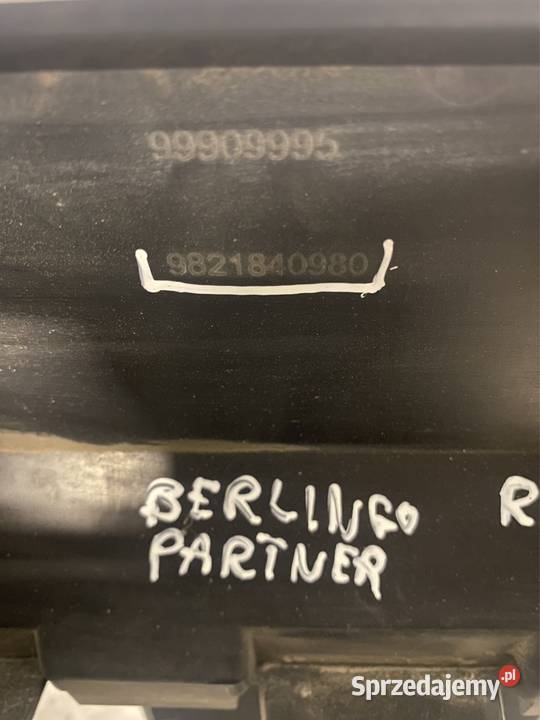 99909995
9821840980
BERLINGO R
PARTNER
Sprzedajemy.pl